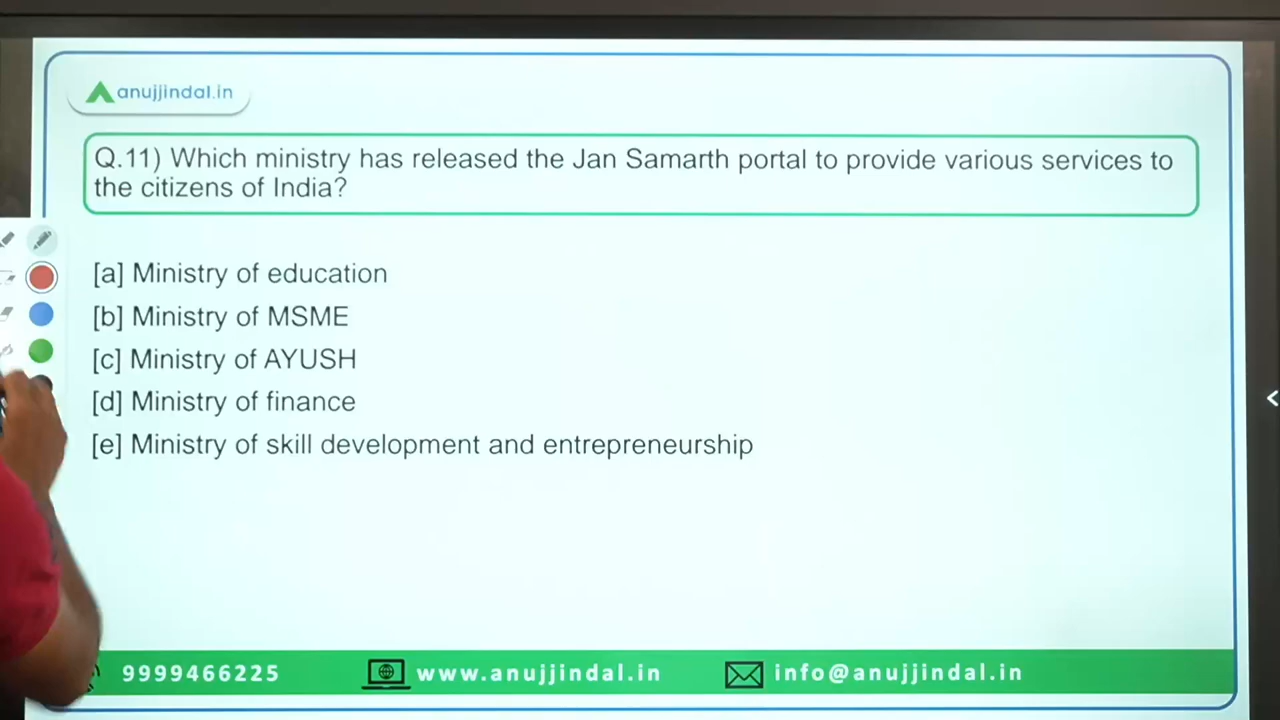 anujjindal.in
Q.11) Which ministry has released the Jan Samarth portal to provide various services to
the citizens of India?
[a] Ministry of education
[b] Ministry of MSME
[c] Ministry of AYUSH
[d] Ministry of finance
[e] Ministry of skill development and entrepreneurship
9999466225 www.anujjindal.in info@anujjindal.in